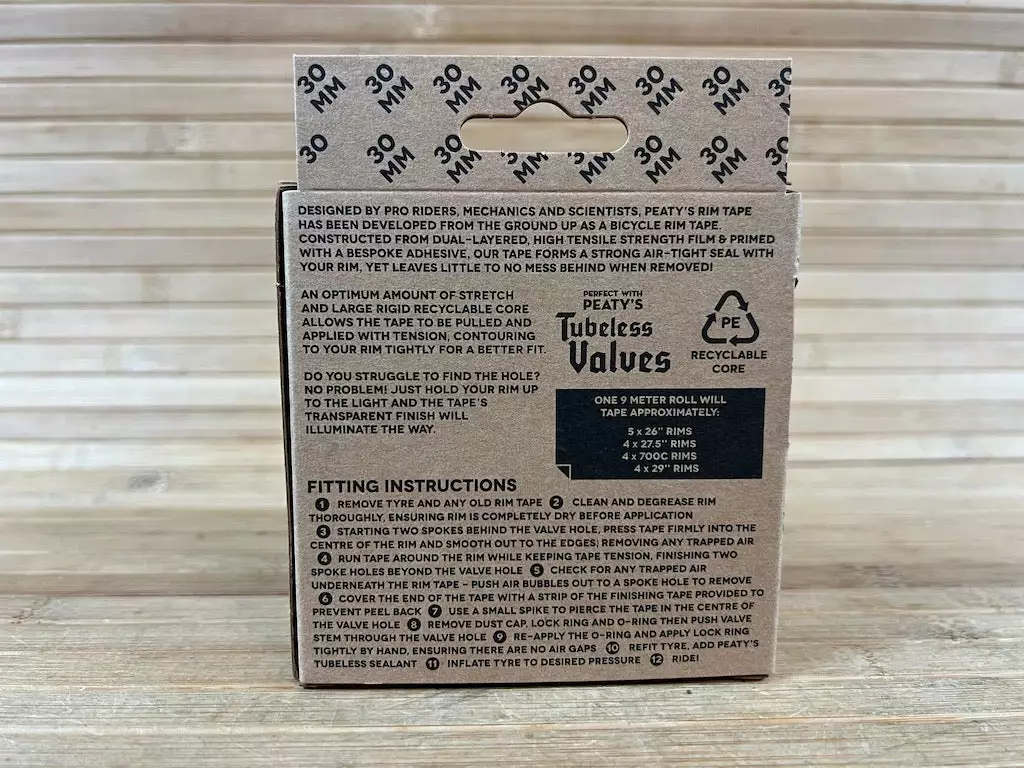 30 MM 30 MM 30 MM 30 MM 30 MM 30 MM 30 MM 30 MM
30 30 MM 30 MM 30 MM 30 MM 30 MM 30 MM 30 MM
DESIGNED BY PRO RIDERS, MECHANICS AND SCIENTISTS, PEATY'S RIM TAPE
HAS BEEN DEVELOPED FROM THE GROUND UP AS A BICYCLE RIM TAPE.
CONSTRUCTED FROM DUAL-LAYERED, HIGH TENSILE STRENGTH FILM & PRIMED
WITH A BESPOKE ADHESIVE, OUR TAPE FORMS A STRONG AIR-TIGHT SEAL WITH
YOUR RIM, YET LEAVES LITTLE TO NO MESS BEHIND WHEN REMOVED!
AN OPTIMUM AMOUNT OF STRETCH
AND LARGE RIGID RECYCLABLE CORE
ALLOWS THE TAPE TO BE PULLED AND
APPLIED WITH TENSION, CONTOURING
TO YOUR RIM TIGHTLY FOR A BETTER FIT.
DO YOU STRUGGLE TO FIND THE HOLE?
NO PROBLEM! JUST HOLD YOUR RIM UP
TO THE LIGHT AND THE TAPE'S
TRANSPARENT FINISH WILL
ILLUMINATE THE WAY.
PERFECT WITH
PEATY'S
Tubeless
Valves
PE
RECYCLABLE
CORE
ONE 9 METER ROLL WILL
TAPE APPROXIMATELY:
5 x 26" RIMS
4 x 27.5" RIMS
4 x 700C RIMS
4 x 29" RIMS
FITTING INSTRUCTIONS
1 REMOVE TYRE AND ANY OLD RIM TAPE 2 CLEAN AND DEGREASE RIM
THOROUGHLY, ENSURING RIM IS COMPLETELY DRY BEFORE APPLICATION
3 STARTING TWO SPOKES BEHIND THE VALVE HOLE, PRESS TAPE FIRMLY INTO THE
CENTRE OF THE RIM AND SMOOTH OUT TO THE EDGES; REMOVING ANY TRAPPED AIR
4 RUN TAPE AROUND THE RIM WHILE KEEPING TAPE TENSION, FINISHING TWO
SPOKE HOLES BEYOND THE VALVE HOLE 5 CHECK FOR ANY TRAPPED AIR
UNDERNEATH THE RIM TAPE - PUSH AIR BUBBLES OUT TO A SPOKE HOLE TO REMOVE
6 COVER THE END OF THE TAPE WITH A STRIP OF THE FINISHING TAPE PROVIDED TO
PREVENT PEEL BACK 7 USE A SMALL SPIKE TO PIERCE THE TAPE IN THE CENTRE OF
THE VALVE HOLE 8 REMOVE DUST CAP, LOCK RING AND O-RING THEN PUSH VALVE
STEM THROUGH THE VALVE HOLE 9 RE-APPLY THE O-RING AND APPLY LOCK RING
TIGHTLY BY HAND, ENSURING THERE ARE NO AIR GAPS 10 REFIT TYRE, ADD PEATY'S
TUBELESS SEALANT 11 INFLATE TYRE TO DESIRED PRESSURE 12 RIDE!